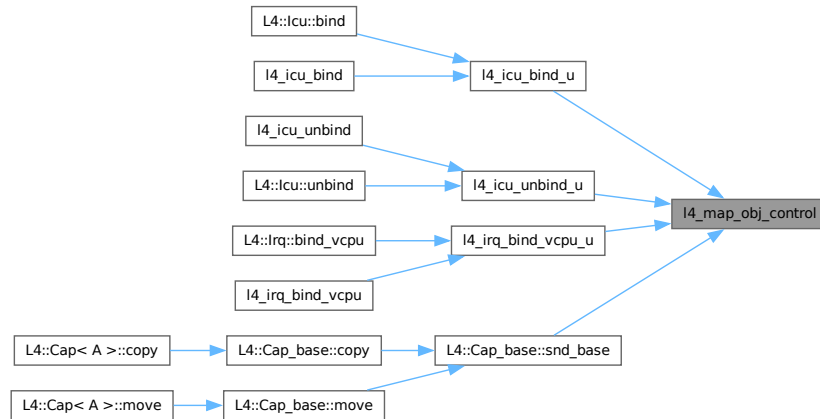 L4::Icu::bind
l4_icu_bind
l4_icu_bind_u
l4_icu_unbind
L4::Icu::unbind
l4_icu_unbind_u
l4_map_obj_control
L4::Irq::bind_vcpu
l4_irq_bind_vcpu_u
l4_irq_bind_vcpu
L4::Cap< A >::copy
L4::Cap_base::copy
L4::Cap_base::snd_base
L4::Cap< A >::move
L4::Cap_base::move